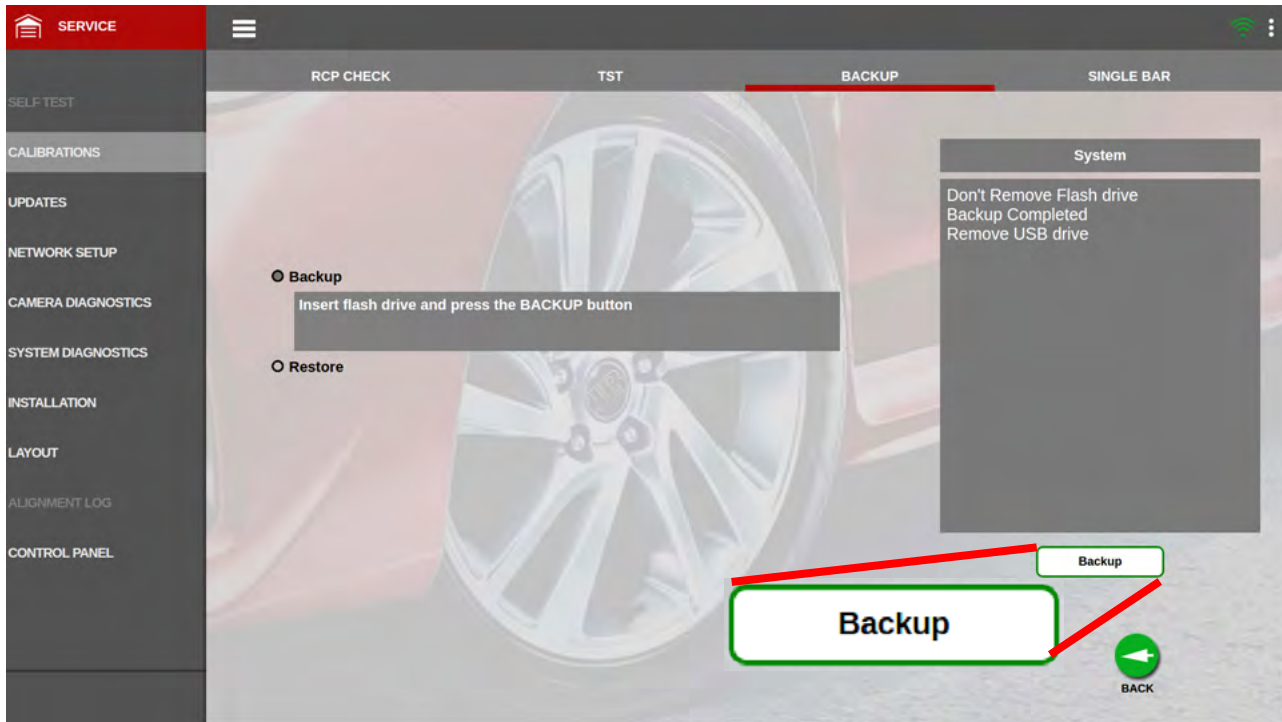 SERVICE
RCP CHECK
TST
BACKUP
SINGLE BAR
SELF TEST
CALIBRATIONS
UPDATES
NETWORK SETUP
CAMERA DIAGNOSTICS
SYSTEM DIAGNOSTICS
INSTALLATION
LAYOUT
ALIGNMENT LOG
CONTROL PANEL
Backup
Insert flash drive and press the BACKUP button
Restore
System
Don't Remove Flash drive
Backup Completed
Remove USB drive
Backup
Backup
BACK